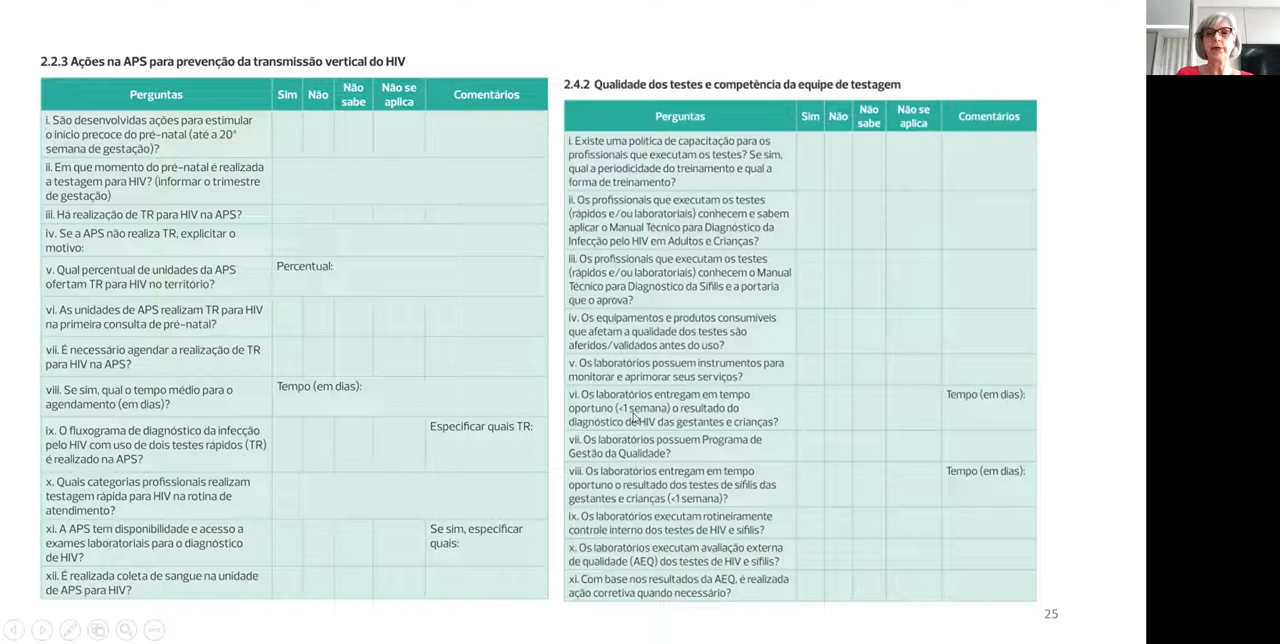 2.2.3 Ações na APS para prevenção da transmissão vertical do HIV
Perguntas Sim Não Não sabe Não se aplica Comentários
i. São desenvolvidas ações para estimular
o início precoce do pré-natal (até a 20ª
semana de gestação)?
ii. Em que momento do pré-natal é realizada
a testagem para HIV? (informar o trimestre
de gestação)
iii. Há realização de TR para HIV na APS?
iv. Se a APS não realiza TR, explicitar o
motivo:
v. Qual percentual de unidades da APS
ofertam TR para HIV no território?
Percentual:
vi. As unidades de APS realizam TR para HIV
na primeira consulta de pré-natal?
vii. É necessário agendar a realização de TR
para HIV na APS?
viii. Se sim, qual o tempo médio para o
agendamento (em dias)?
Tempo (em dias):
ix. O fluxograma de diagnóstico da infecção
pelo HIV com uso de dois testes rápidos (TR)
é realizado na APS?
Especificar quais TR:
x. Quais categorias profissionais realizam
testagem rápida para HIV na rotina de
atendimento?
xi. A APS tem disponibilidade e acesso a
exames laboratoriais para o diagnóstico
de HIV?
Se sim, especificar
quais:
xii. É realizada coleta de sangue na unidade
de APS para HIV?
2.4.2 Qualidade dos testes e competência da equipe de testagem
Perguntas Sim Não Não sabe Não se aplica Comentários
i. Existe uma política de capacitação para os
profissionais que executam os testes? Se sim,
qual a periodicidade do treinamento e qual a
forma de treinamento?
ii. Os profissionais que executam os testes
(rápidos e/ou laboratoriais) conhecem e sabem
aplicar o Manual Técnico para Diagnóstico da
Infecção pelo HIV em Adultos e Crianças?
iii. Os profissionais que executam os testes
(rápidos e/ou laboratoriais) conhecem o Manual
Técnico para Diagnóstico da Sífilis e a portaria
que o aprova?
iv. Os equipamentos e produtos consumíveis
que afetam a qualidade dos testes são
aferidos/validados antes do uso?
v. Os laboratórios possuem instrumentos para
monitorar e aprimorar seus serviços?
vi. Os laboratórios entregam em tempo
oportuno (<1 semana) o resultado do
diagnóstico de HIV das gestantes e crianças?
Tempo (em dias):
vii. Os laboratórios possuem Programa de
Gestão da Qualidade?
viii. Os laboratórios entregam em tempo
oportuno o resultado dos testes de sífilis das
gestantes e crianças (<1 semana)?
Tempo (em dias):
ix. Os laboratórios executam rotineiramente
controle interno dos testes de HIV e sífilis?
x. Os laboratórios executam avaliação externa
de qualidade (AEQ) dos testes de HIV e sífilis?
xi. Com base nos resultados da AEQ, é realizada
ação corretiva quando necessário?
25